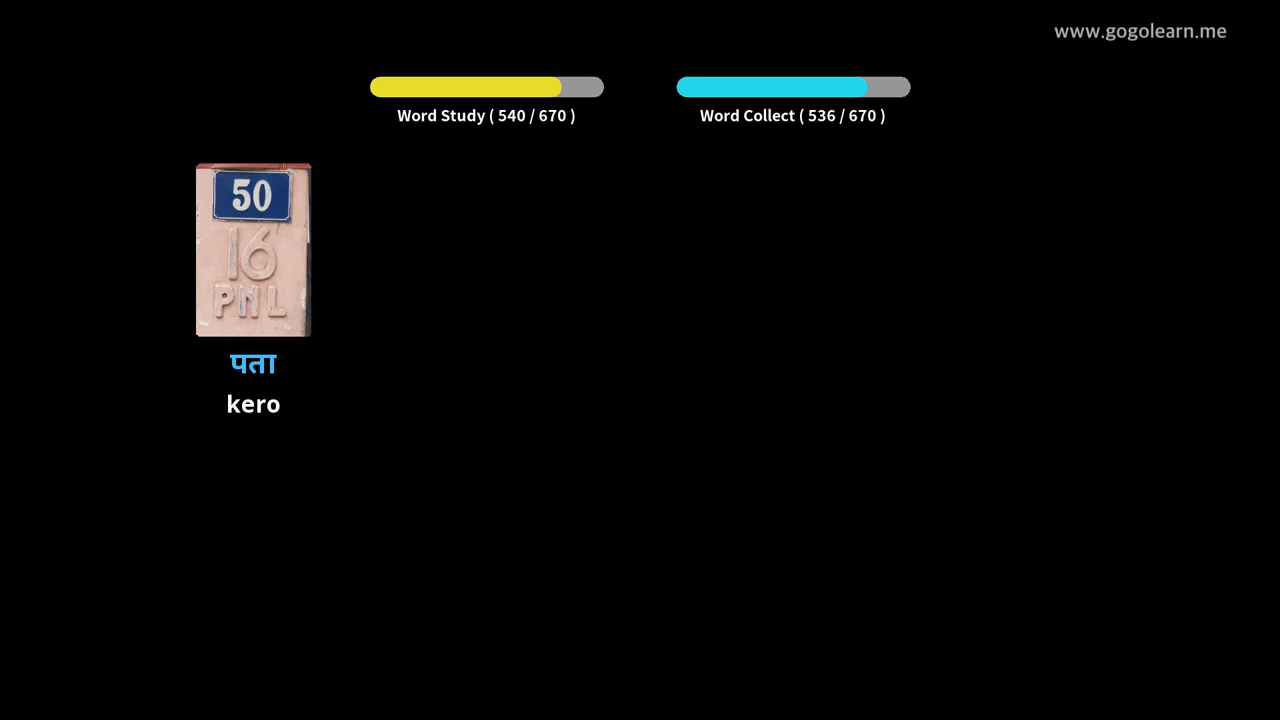 www.gogolearn.me
Word Study ( 540 / 670 )
Word Collect ( 536 / 670 )
50
16
PNL
पता
kero